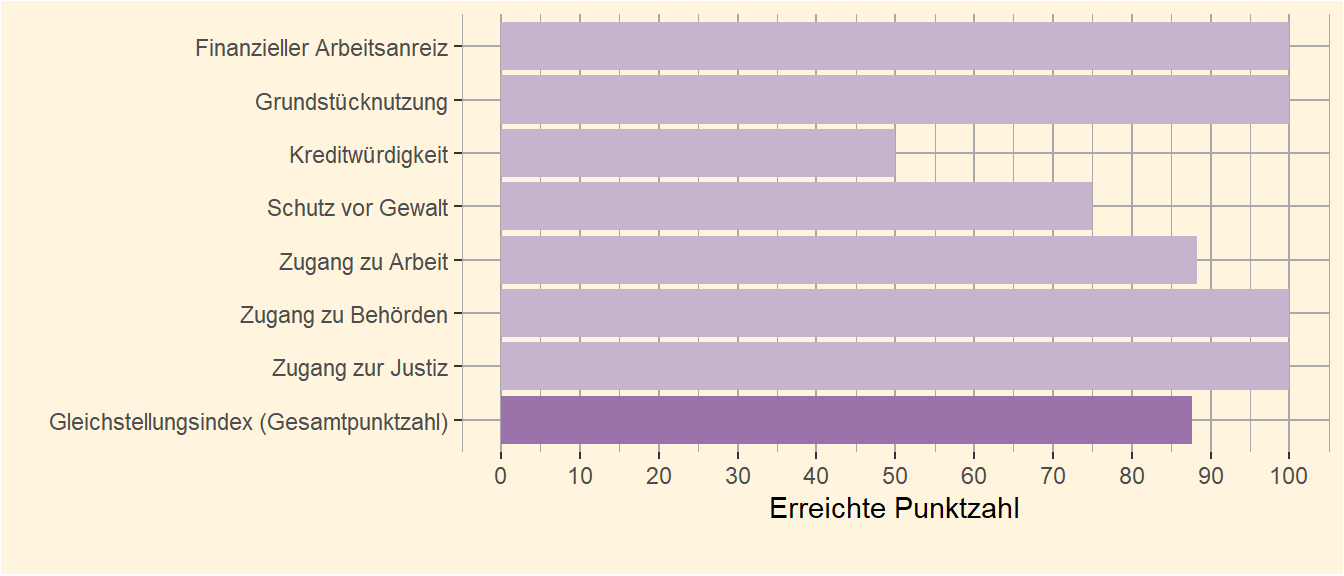 Finanzieller Arbeitsanreiz
Grundstücknutzung
Kreditwürdigkeit
Schutz vor Gewalt
Zugang zu Arbeit
Zugang zu Behörden
Zugang zur Justiz
Gleichstellungsindex (Gesamtpunktzahl)
0 10 20 30 40 50 60 70 80 90 100
Erreichte Punktzahl